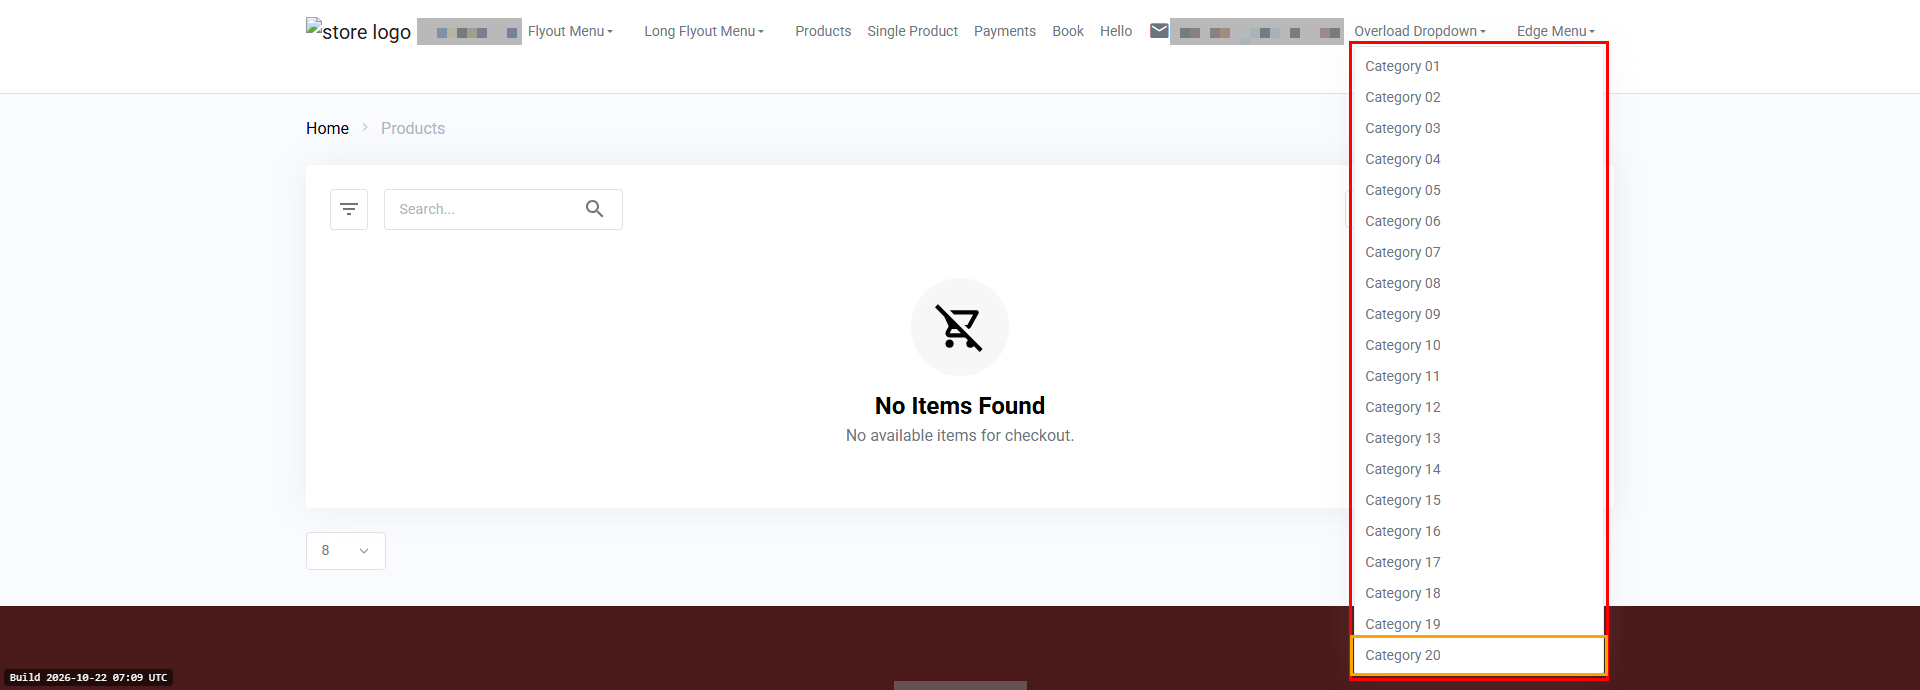 store logo
Flyout Menu
Long Flyout Menu
Products
Single Product
Payments
Book
Hello
Overload Dropdown
Edge Menu
Category 01
Category 02
Category 03
Category 04
Category 05
Category 06
Category 07
Category 08
Category 09
Category 10
Category 11
Category 12
Category 13
Category 14
Category 15
Category 16
Category 17
Category 18
Category 19
Category 20
Home
Products
Search...
No Items Found
No available items for checkout.
8
Build 2026-10-22 07:09 UTC